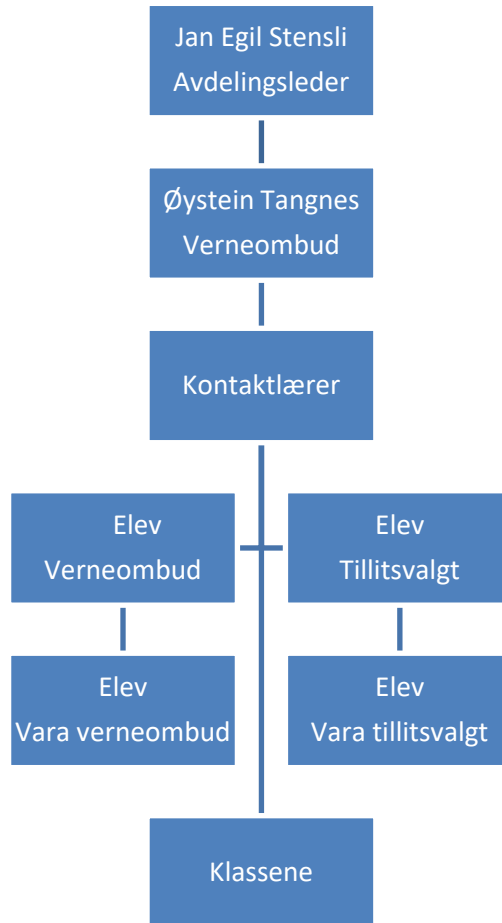 Jan Egil Stensli
Avdelingsleder
Øystein Tangnes
Verneombud
Kontaktlærer
Elev
Verneombud
Elev
Tillitsvalgt
Elev
Vara verneombud
Elev
Vara tillitsvalgt
Klassene